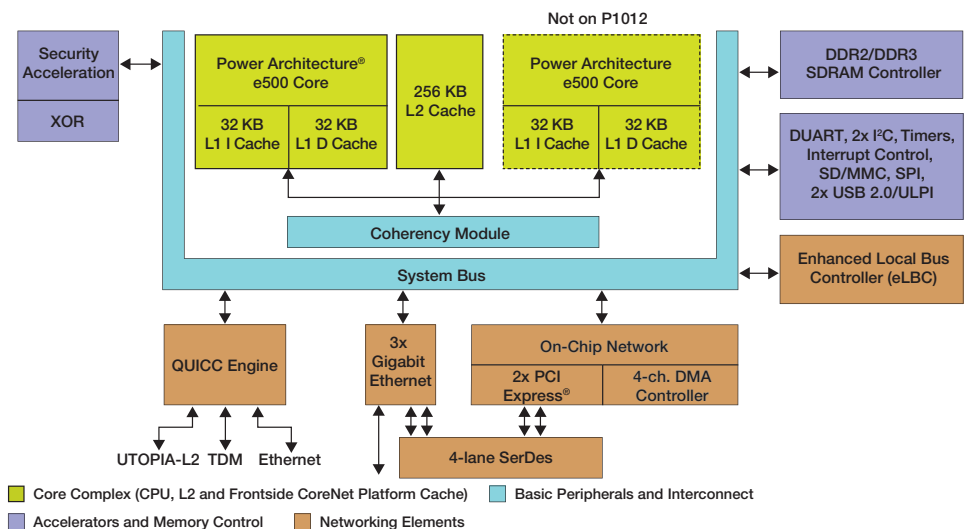 Not on P1012
Security
Acceleration
XOR
Power Architecture®
e500 Core
32 KB
L1 I Cache
32 KB
L1 D Cache
256 KB
L2 Cache
Power Architecture
e500 Core
32 KB
L1 I Cache
32 KB
L1 D Cache
DDR2/DDR3
SDRAM Controller
DUART, 2x I²C, Timers,
Interrupt Control,
SD/MMC, SPI,
2x USB 2.0/ULPI
Coherency Module
System Bus
Enhanced Local Bus
Controller (eLBC)
QUICC Engine
3x
Gigabit
Ethernet
On-Chip Network
2x PCI
Express®
4-ch. DMA
Controller
UTOPIA-L2
TDM
Ethernet
4-lane SerDes
Core Complex (CPU, L2 and Frontside CoreNet Platform Cache)
Basic Peripherals and Interconnect
Accelerators and Memory Control
Networking Elements